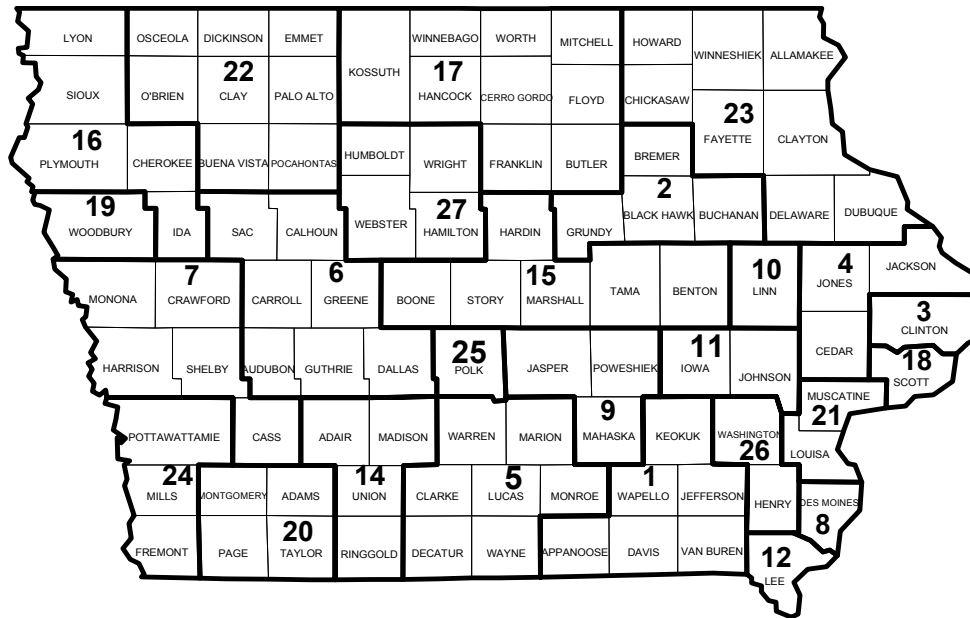 LYON OSCEOLA DICKINSON EMMET WINNEBAGO WORTH MITCHELL HOWARD WINNESHIEK ALLAMAKEE
KOSSUTH
22 17
SIOUX O'BRIEN CLAY PALO ALTO HANCOCK CERRO GORDO FLOYD CHICKASAW 23
FAYETTE CLAYTON
16
PLYMOUTH CHEROKEE BUENA VISTA POCAHONTAS HUMBOLDT WRIGHT FRANKLIN BUTLER BREMER
2
19 27
WOODBURY IDA SAC CALHOUN WEBSTER HAMILTON HARDIN GRUNDY BLACK HAWK BUCHANAN DELAWARE DUBUQUE
7 6 15 10 4 JACKSON
MONONA CRAWFORD CARROLL GREENE BOONE STORY MARSHALL TAMA BENTON LINN JONES
3
CLINTON
25 11 CEDAR 18
HARRISON SHELBY AUDUBON GUTHRIE DALLAS POLK JASPER POWESHIEK IOWA JOHNSON SCOTT
MUSCATINE
9 21
POTTAWATTAMIE CASS ADAIR MADISON WARREN MARION MAHASKA KEOKUK WASHINGTON
26 LOUISA
24 14 5 1
MILLS MONTGOMERY ADAMS UNION CLARKE LUCAS MONROE WAPELLO JEFFERSON HENRY DES MOINES
20 8
FREMONT PAGE TAYLOR RINGGOLD DECATUR WAYNE APPANOOSE DAVIS VAN BUREN 12
LEE